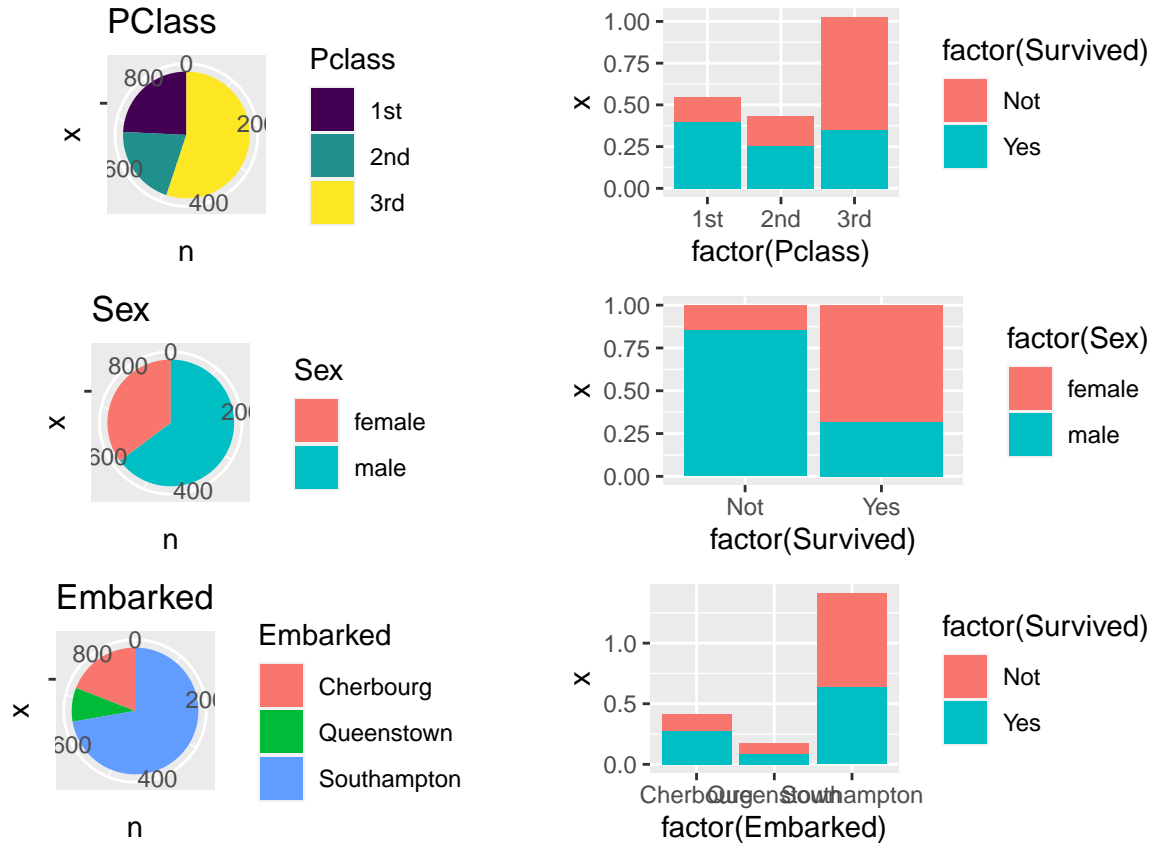 PClass
0
800
200
600
400
x
n
Pclass
1st
2nd
3rd
1.00
0.75
0.50
0.25
0.00
x
1st 2nd 3rd
factor(Pclass)
factor(Survived)
Not
Yes
Sex
0
800
200
600
400
x
n
Sex
female
male
1.00
0.75
0.50
0.25
0.00
x
Not Yes
factor(Survived)
factor(Sex)
female
male
Embarked
0
800
200
600
400
x
n
Embarked
Cherbourg
Queenstown
Southampton
1.0
0.5
0.0
x
Cherbourg Queenstown Southampton
factor(Embarked)
factor(Survived)
Not
Yes